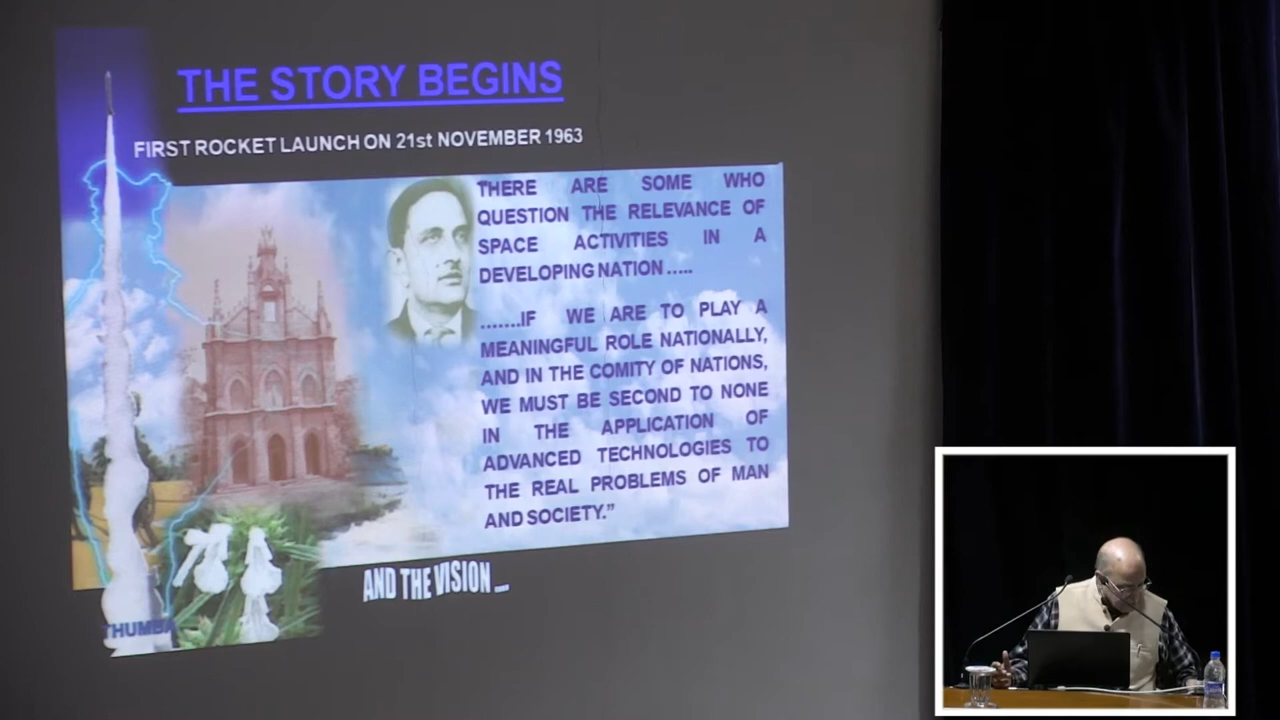 THE STORY BEGINS
FIRST ROCKET LAUNCH ON 21st NOVEMBER 1963
THERE ARE SOME WHO
QUESTION THE RELEVANCE OF
SPACE ACTIVITIES IN A
DEVELOPING NATION .....
.......IF WE ARE TO PLAY A
MEANINGFUL ROLE NATIONALLY,
AND IN THE COMITY OF NATIONS,
WE MUST BE SECOND TO NONE
IN THE APPLICATION OF
ADVANCED TECHNOLOGIES TO
THE REAL PROBLEMS OF MAN
AND SOCIETY.”
AND THE VISION ...
THUMBA